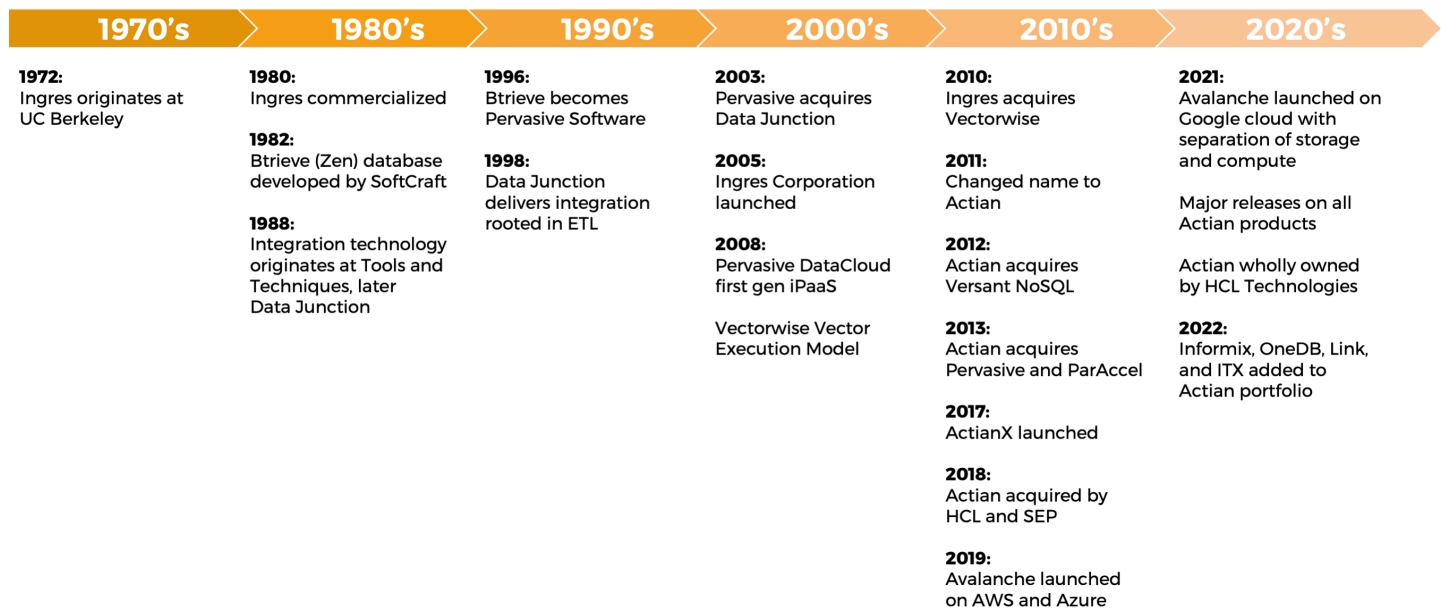 1970's
1980's
1990's
2000's
2010's
2020's
1972:
Ingres originates at
UC Berkeley
1980:
Ingres commercialized
1982:
Btrieve (Zen) database
developed by SoftCraft
1988:
Integration technology
originates at Tools and
Techniques, later
Data Junction
1996:
Btrieve becomes
Pervasive Software
1998:
Data Junction
delivers integration
rooted in ETL
2003:
Pervasive acquires
Data Junction
2005:
Ingres Corporation
launched
2008:
Pervasive DataCloud
first gen iPaaS
Vectorwise Vector
Execution Model
2010:
Ingres acquires
Vectorwise
2011:
Changed name to
Actian
2012:
Actian acquires
Versant NoSQL
2013:
Actian acquires
Pervasive and ParAccel
2017:
ActianX launched
2018:
Actian acquired by
HCL and SEP
2019:
Avalanche launched
on AWS and Azure
2021:
Avalanche launched on
Google cloud with
separation of storage
and compute
Major releases on all
Actian products
Actian wholly owned
by HCL Technologies
2022:
Informix, OneDB, Link,
and ITX added to
Actian portfolio